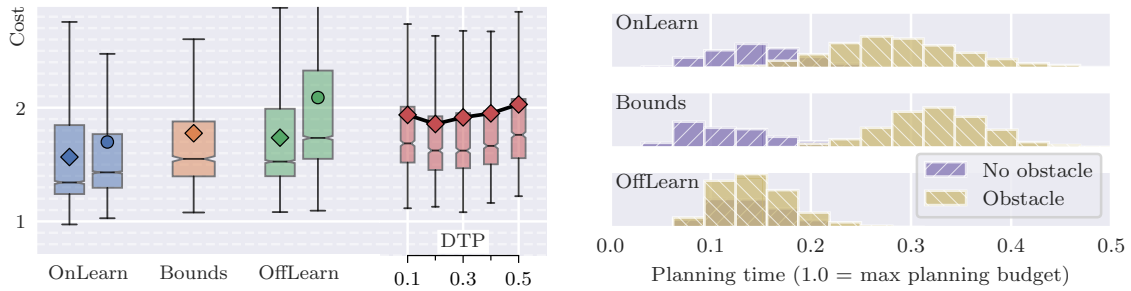 Cost
2
1
OnLearn
Bounds
OffLearn
DTP
0.1
0.3
0.5
OnLearn
Bounds
OffLearn
No obstacle
Obstacle
0.0 0.1 0.2 0.3 0.4 0.5
Planning time (1.0 = max planning budget)